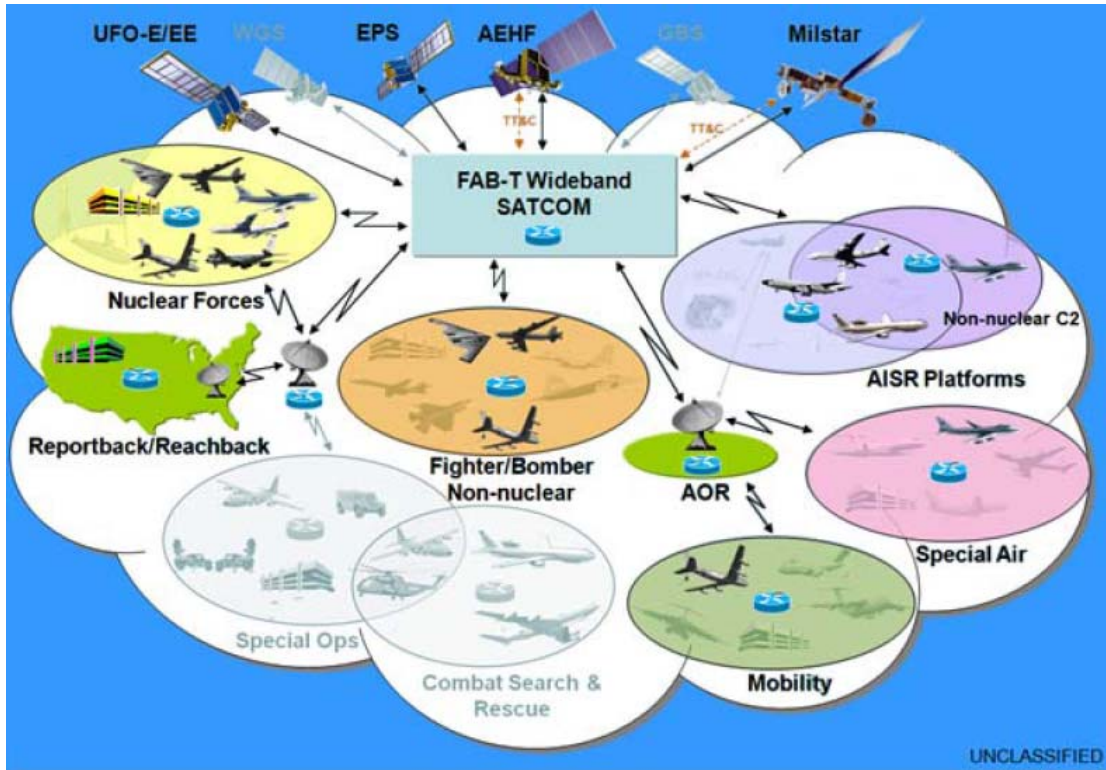 UFO-E/EE
WGS
EPS
AEHF
GBS
Milstar
TT&C
TT&C
FAB-T Wideband
SATCOM
Nuclear Forces
Non-nuclear C2
AISR Platforms
Reportback/Reachback
Fighter/Bomber
Non-nuclear
AOR
Special Air
Special Ops
Combat Search &
Rescue
Mobility
UNCLASSIFIED